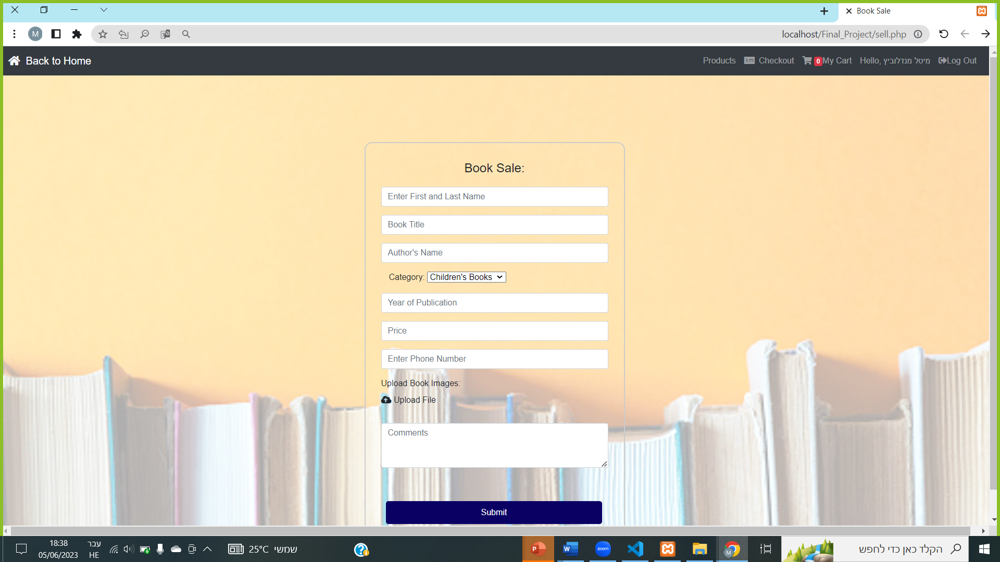 Book Sale
localhost/Final_Project/sell.php
M
Back to Home
Products
Checkout
0 My Cart
Hello, מיטל מנדלוביץ
Log Out
Book Sale:
Enter First and Last Name
Book Title
Author's Name
Category: Children's Books
Year of Publication
Price
Enter Phone Number
Upload Book Images:
Upload File
Comments
Submit
18:38
05/06/2023
עבר
HE
25°C שמשי
P
W
zoom
M
הקלד כאן כדי לחפש